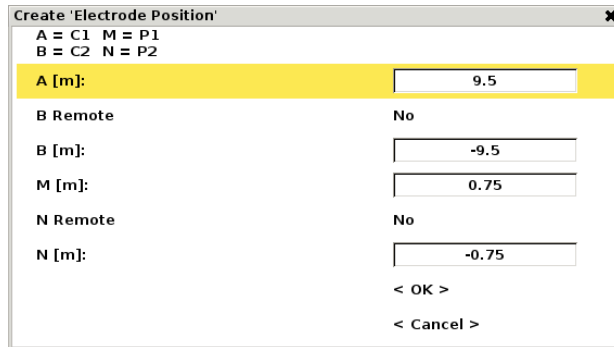 Create 'Electrode Position'
A = C1 M = P1
B = C2 N = P2
A [m]: 9.5
B Remote No
B [m]: -9.5
M [m]: 0.75
N Remote No
N [m]: -0.75
< OK >
< Cancel >